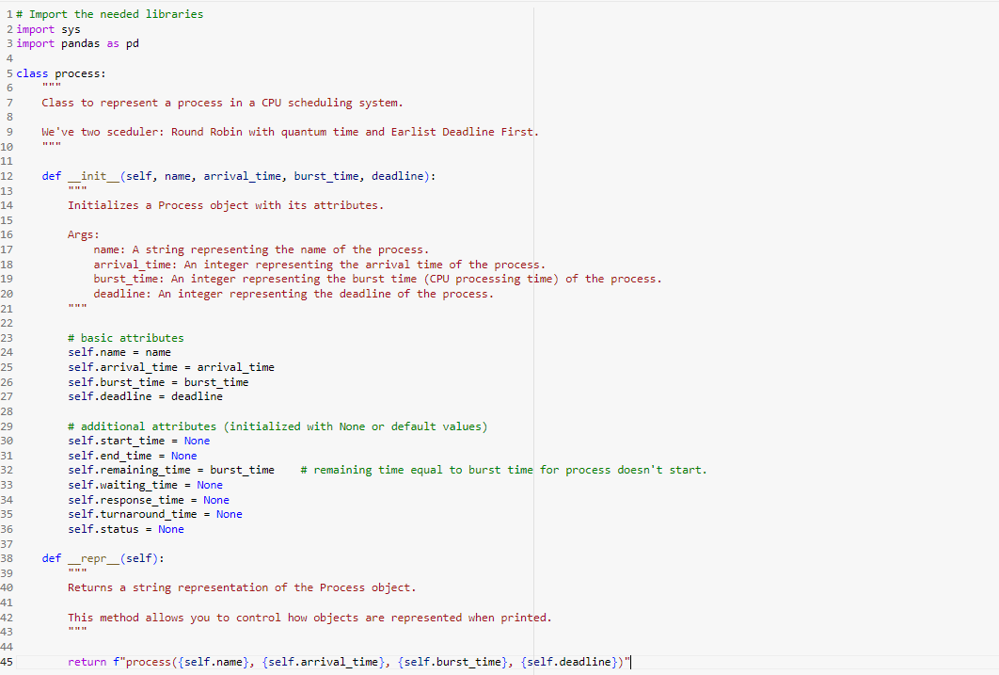 1 # Import the needed libraries
2 import sys
3 import pandas as pd
4
5 class process:
6     """
7     Class to represent a process in a CPU scheduling system.
8
9     We've two sceduler: Round Robin with quantum time and Earlist Deadline First.
10     """
11
12     def __init__(self, name, arrival_time, burst_time, deadline):
13         """
14         Initializes a Process object with its attributes.
15
16         Args:
17             name: A string representing the name of the process.
18             arrival_time: An integer representing the arrival time of the process.
19             burst_time: An integer representing the burst time (CPU processing time) of the process.
20             deadline: An integer representing the deadline of the process.
21         """
22
23         # basic attributes
24         self.name = name
25         self.arrival_time = arrival_time
26         self.burst_time = burst_time
27         self.deadline = deadline
28
29         # additional attributes (initialized with None or default values)
30         self.start_time = None
31         self.end_time = None
32         self.remaining_time = burst_time    # remaining time equal to burst time for process doesn't start.
33         self.waiting_time = None
34         self.response_time = None
35         self.turnaround_time = None
36         self.status = None
37
38     def __repr__(self):
39         """
40         Returns a string representation of the Process object.
41
42         This method allows you to control how objects are represented when printed.
43         """
44
45         return f"process({self.name}, {self.arrival_time}, {self.burst_time}, {self.deadline})"